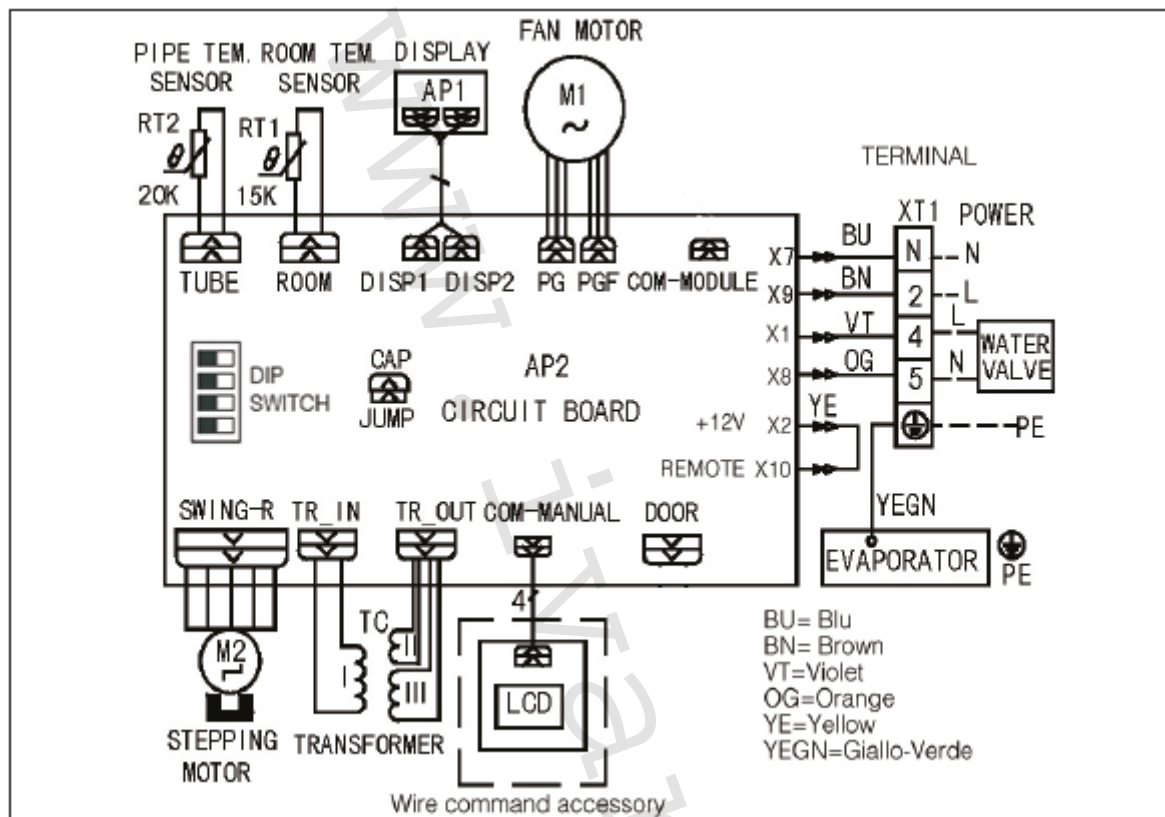 FAN MOTOR
PIPE TEM. ROOM TEM. DISPLAY
SENSOR SENSOR
AP1
M1
RT2 RT1
θ θ
20K 15K
TERMINAL
XT1 POWER
TUBE ROOM DISP1 DISP2 PG PGF COM-MODULE
X7 BU N N
X9 BN 2 L
X1 VT 4 L
X8 OG 5 N
WATER
VALVE
+12V X2 YE
REMOTE X10
PE
DIP
SWITCH
CAP
JUMP
AP2
CIRCUIT BOARD
SWING-R TR_IN TR_OUT COM-MANUAL DOOR
YEGN
EVAPORATOR
PE
M2
I
TC
II
III
4
LCD
STEPPING
MOTOR
TRANSFORMER
Wire command accessory
BU= Blu
BN= Brown
VT=Violet
OG=Orange
YE=Yellow
YEGN=Giallo-Verde